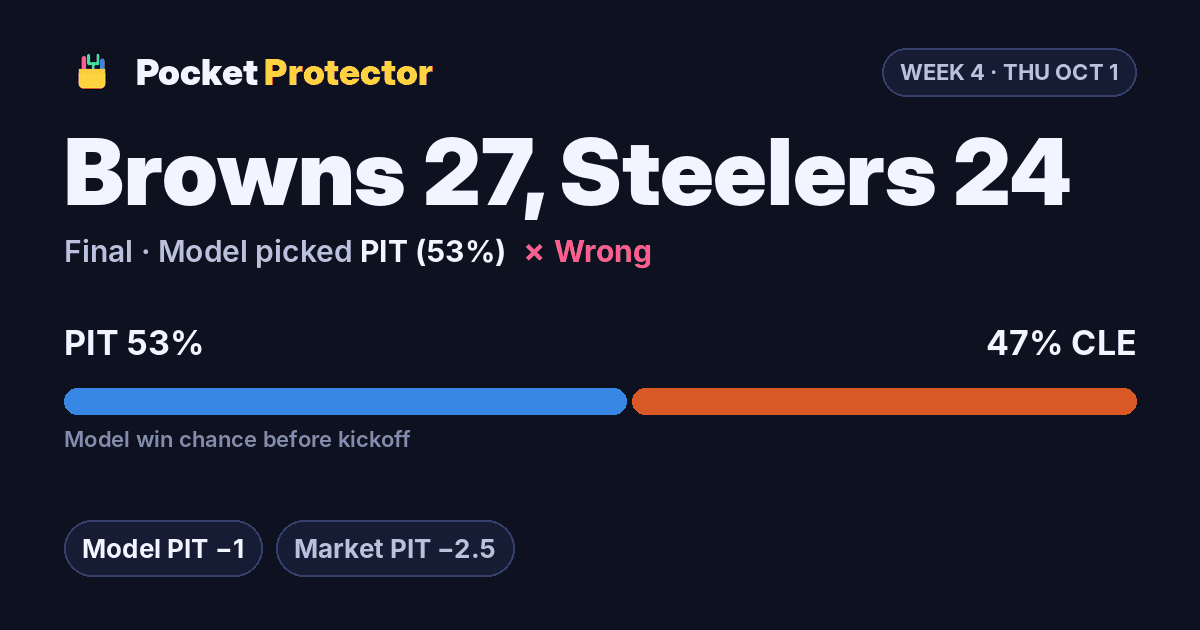 Pocket Protector
WEEK 4 · THU OCT 1
Browns 27, Steelers 24
Final · Model picked PIT (53%) × Wrong
PIT 53%
47% CLE
Model win chance before kickoff
Model PIT −1
Market PIT −2.5